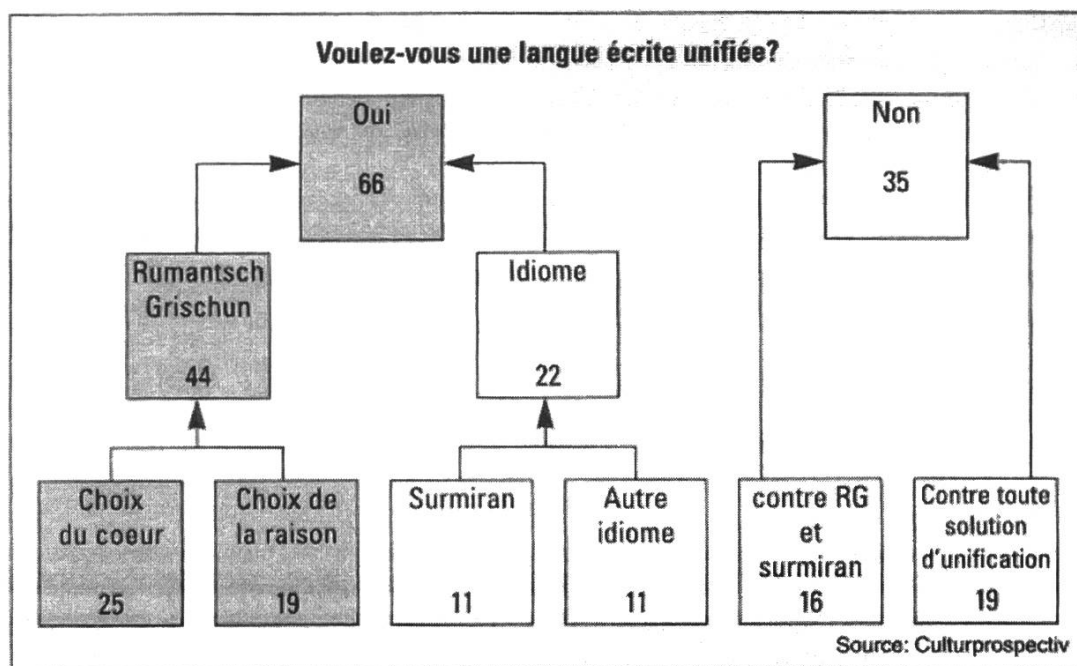 Voulez-vous une langue écrite unifiée?
Oui
66
Non
35
Rumantsch
Grischun
44
Idiome
22
Choix
du coeur
25
Choix de
la raison
19
Surmiran
11
Autre
idiome
11
contre RG
et
surmiran
16
Contre toute
solution
d'unification
19
Source: Culturprospectiv